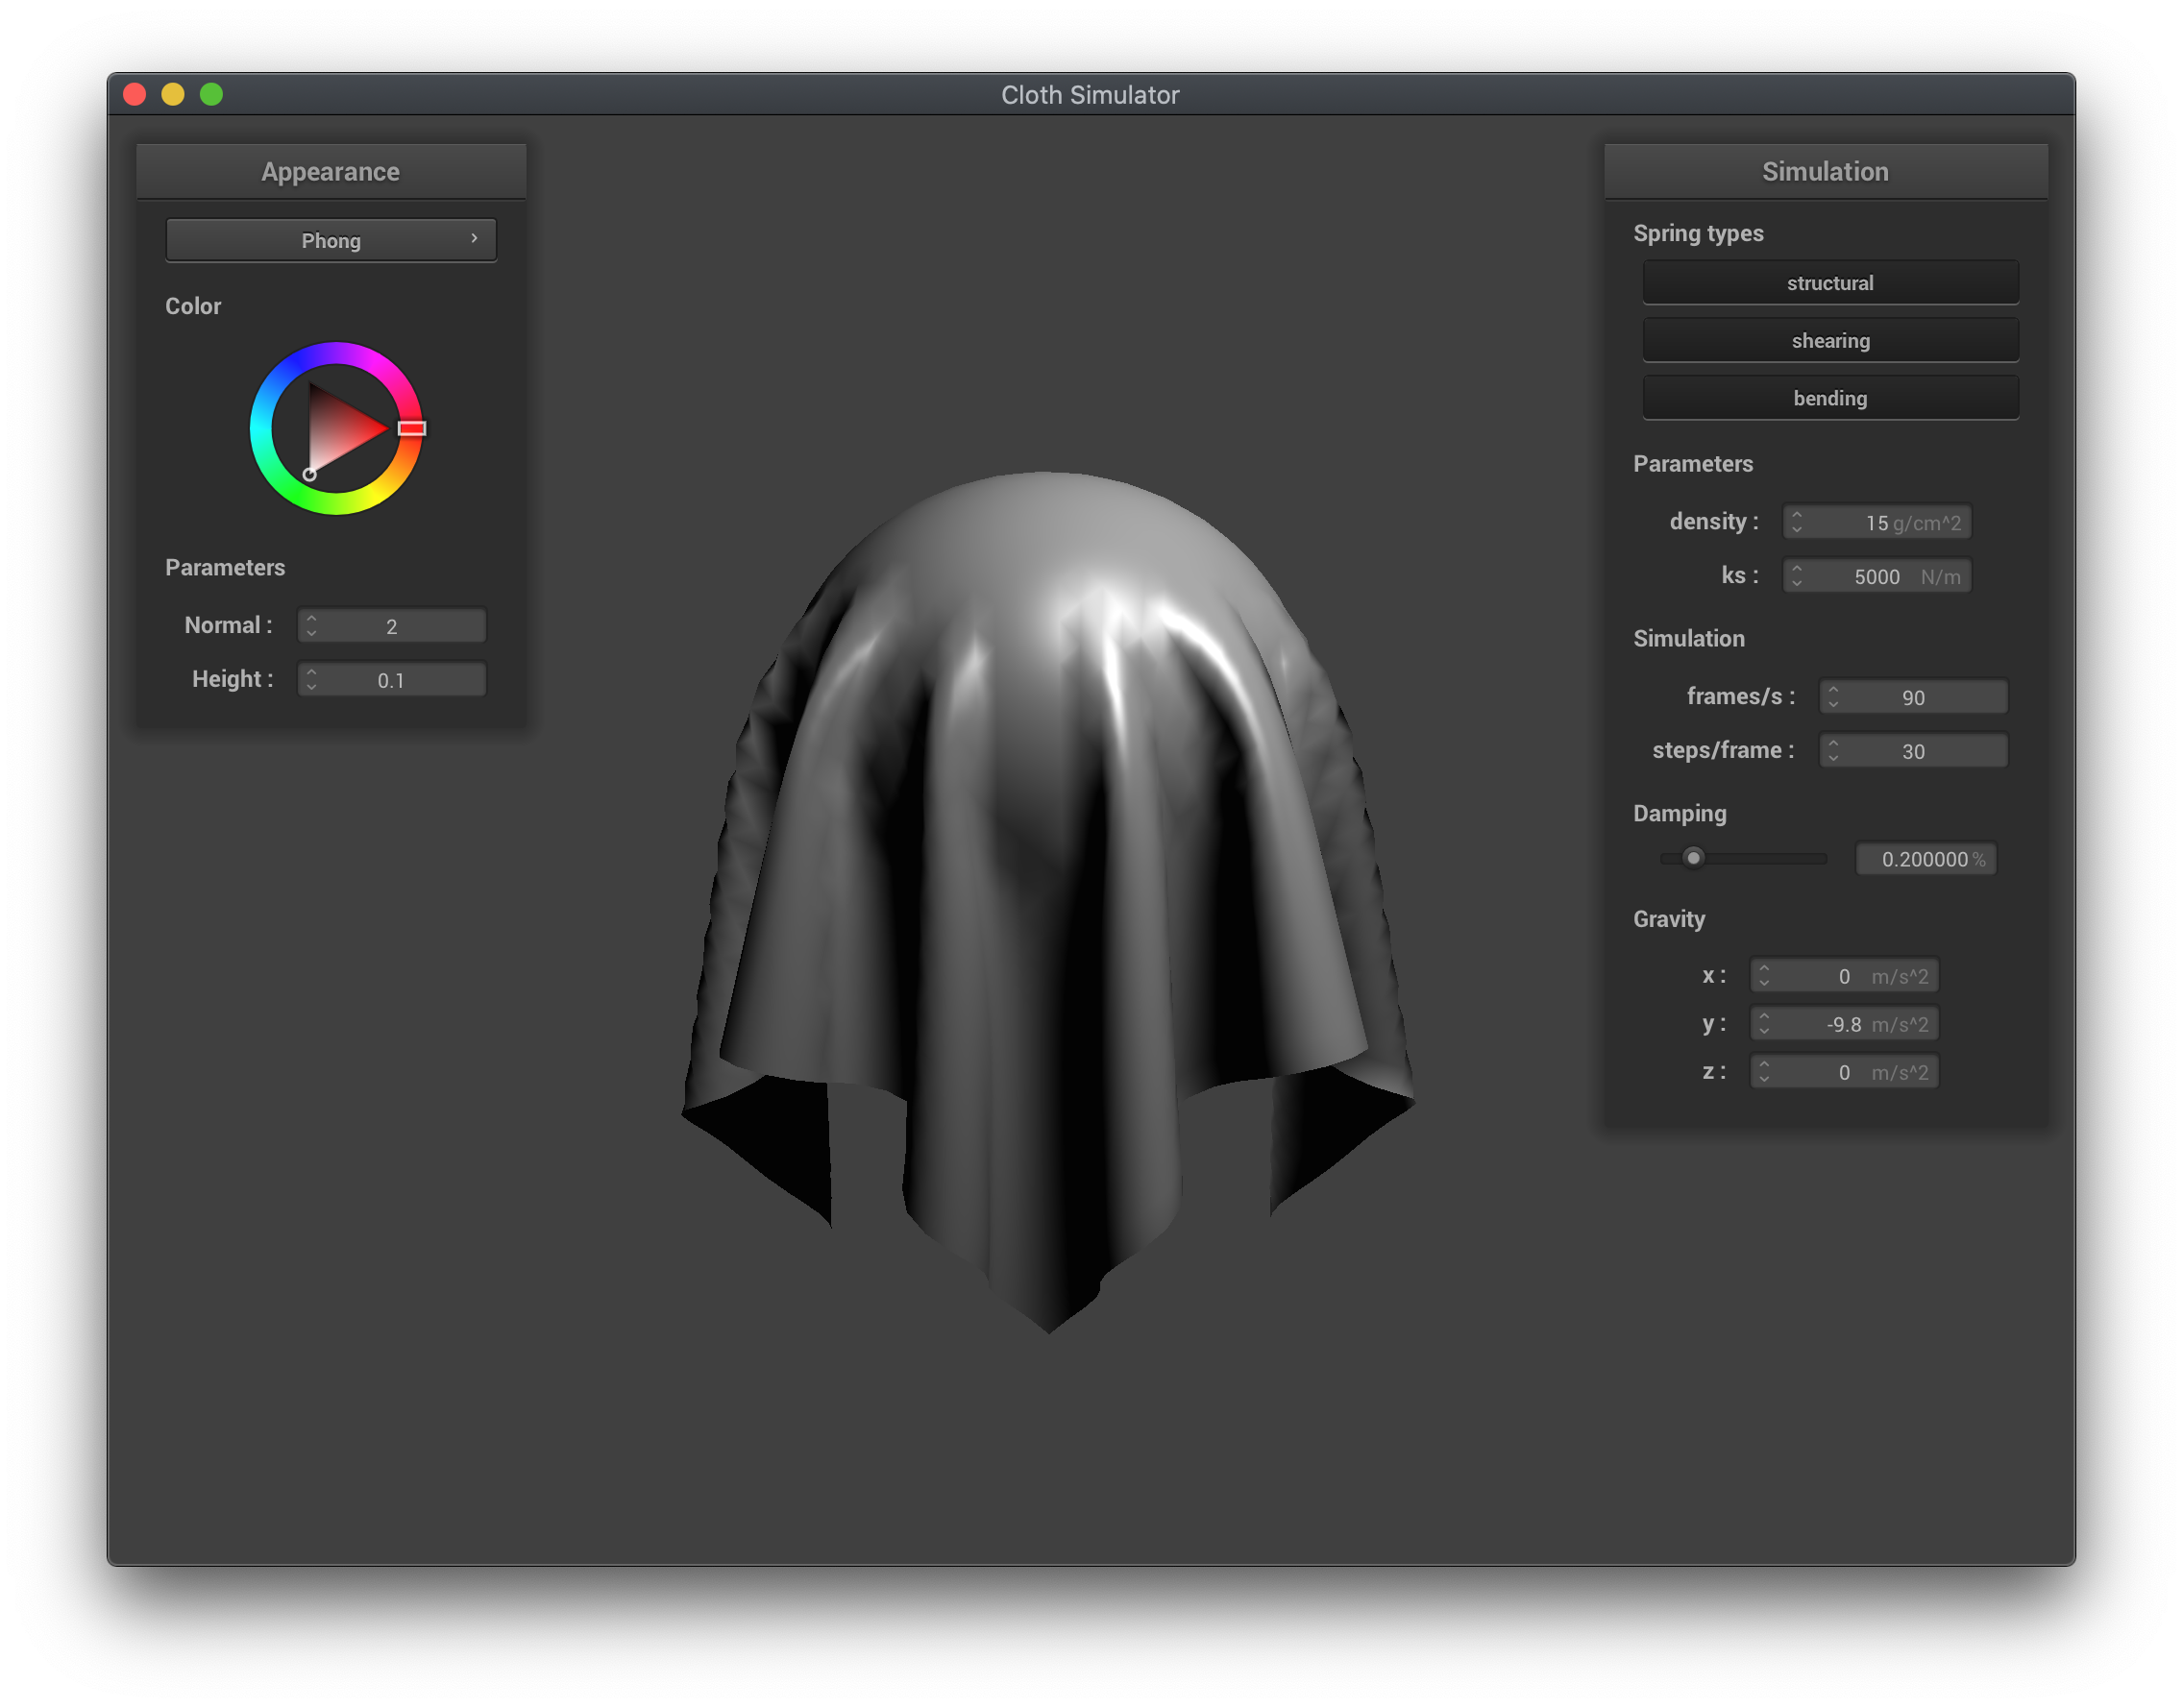 Cloth Simulator
Appearance
Phong
Color
Parameters
Normal : 2
Height : 0.1
Simulation
Spring types
structural
shearing
bending
Parameters
density : 15 g/cm^2
ks : 5000 N/m
Simulation
frames/s : 90
steps/frame : 30
Damping
0.200000 %
Gravity
x : 0 m/s^2
y : -9.8 m/s^2
z : 0 m/s^2